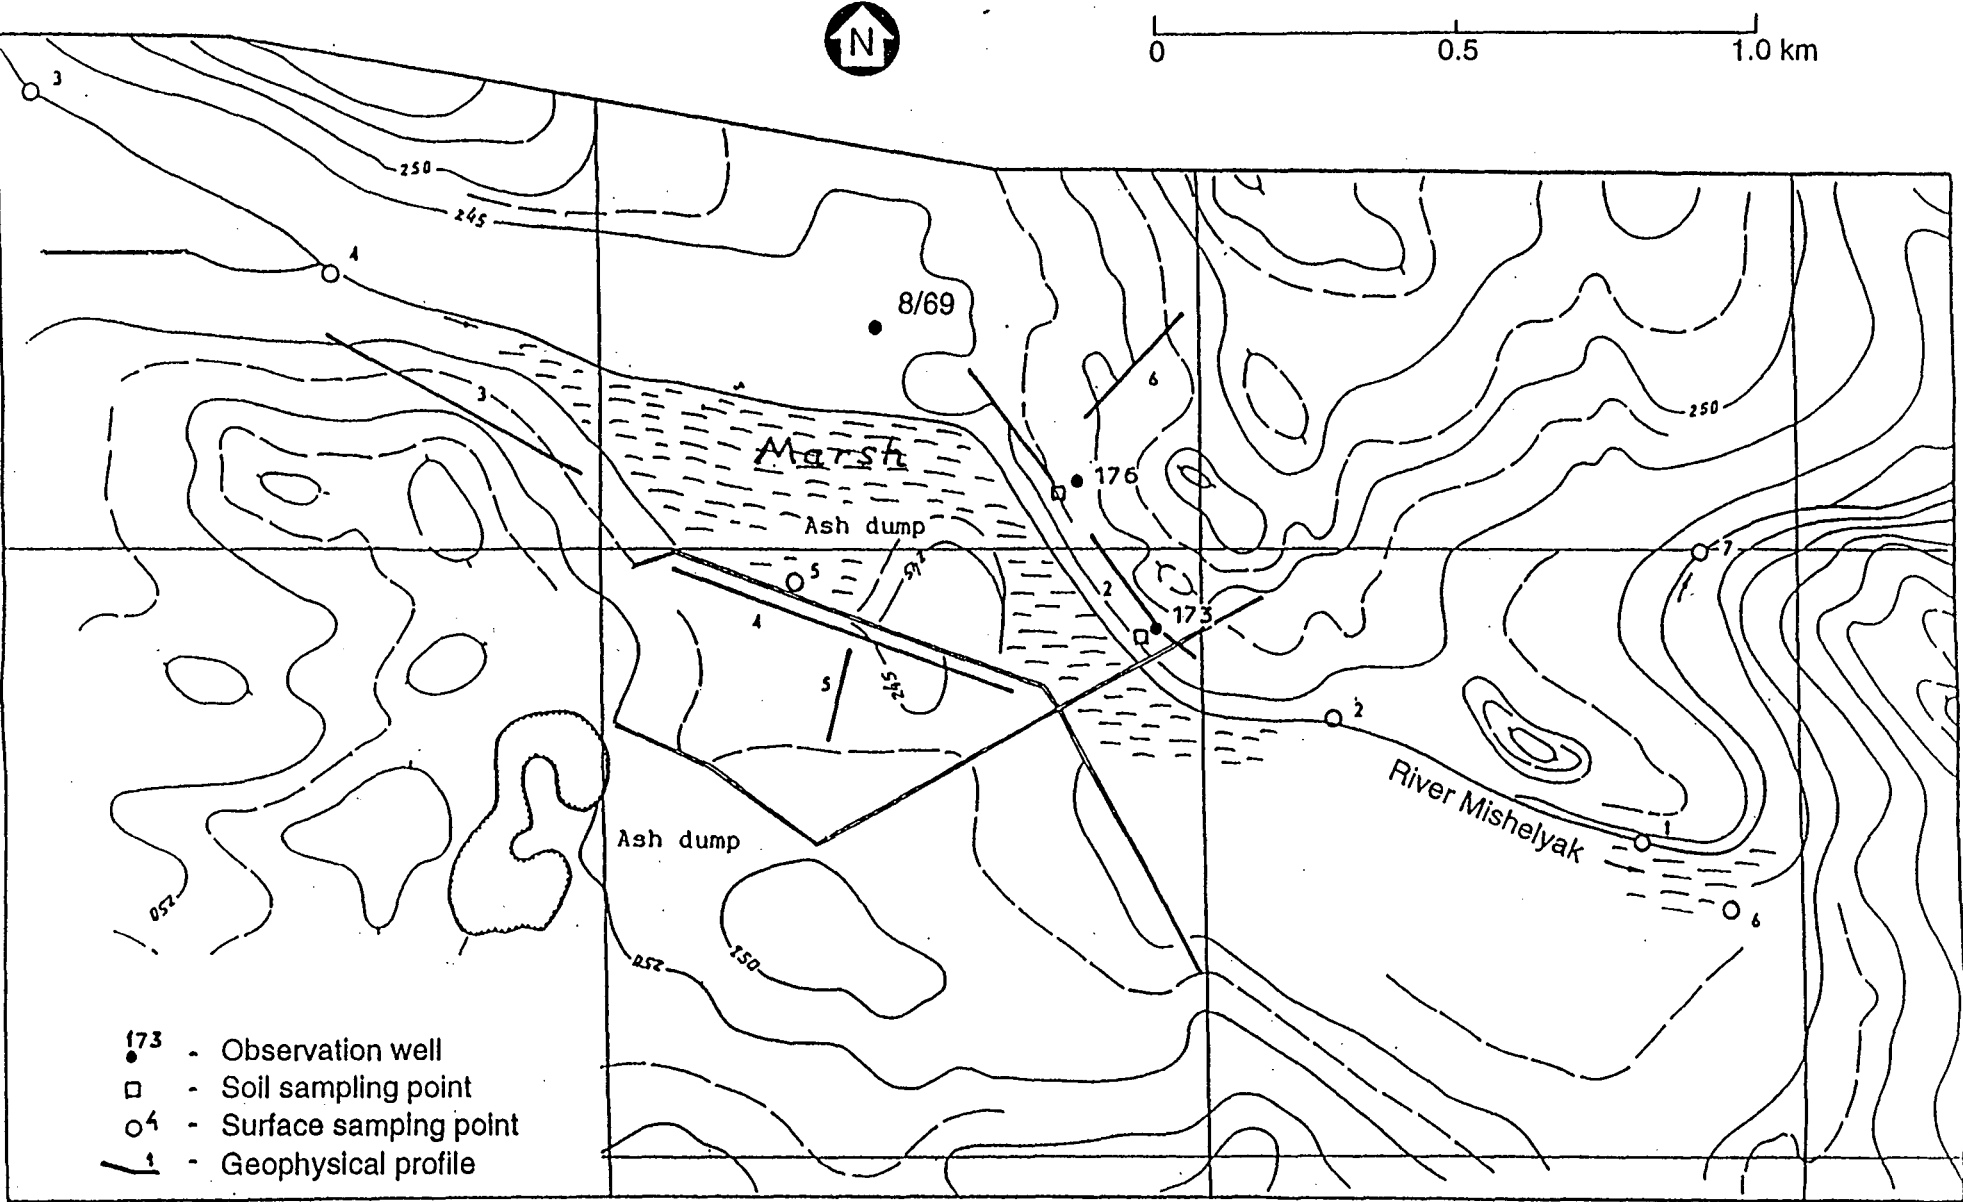 N
0 0.5 1.0 km
3
250
245
4
8/69
3
6
250
Marsh
176
Ash dump
5
7
2
173
4
5
245
2
River Mishelyak
1
Ash dump
6
250
250
150
173 - Observation well
- Soil sampling point
4 - Surface samping point
1 - Geophysical profile